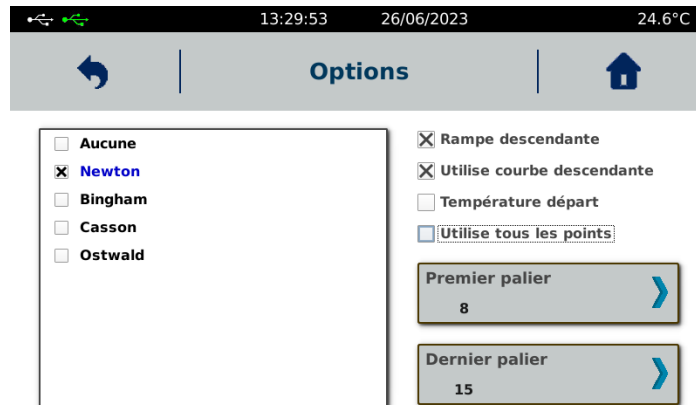 13:29:53 26/06/2023 24.6°C
Options
Aucune
Newton
Bingham
Casson
Ostwald
Rampe descendante
Utilise courbe descendante
Température départ
Utilise tous les points
Premier palier
8
Dernier palier
15